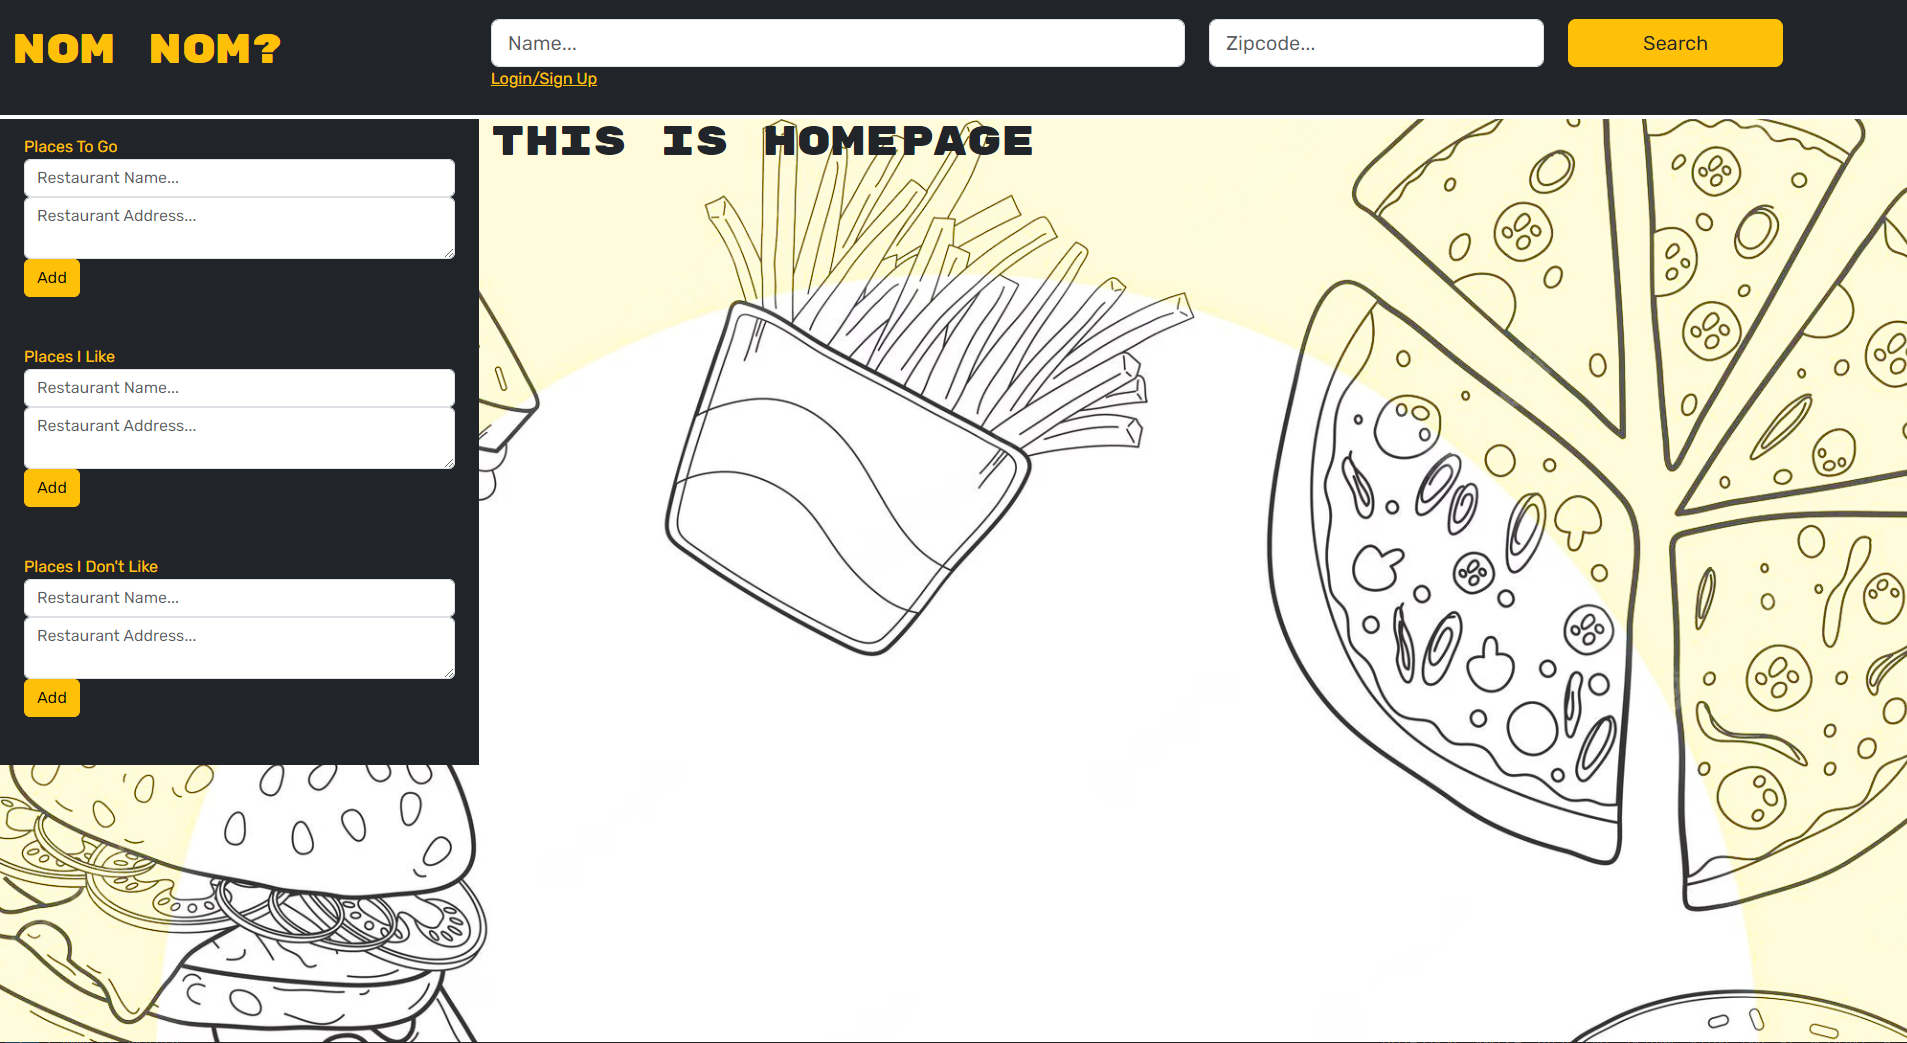 NOM NOM?
Name...
Zipcode...
Search
Login/Sign Up
THIS IS HOMEPAGE
Places To Go
Restaurant Name...
Restaurant Address...
Add
Places I Like
Restaurant Name...
Restaurant Address...
Add
Places I Don't Like
Restaurant Name...
Restaurant Address...
Add